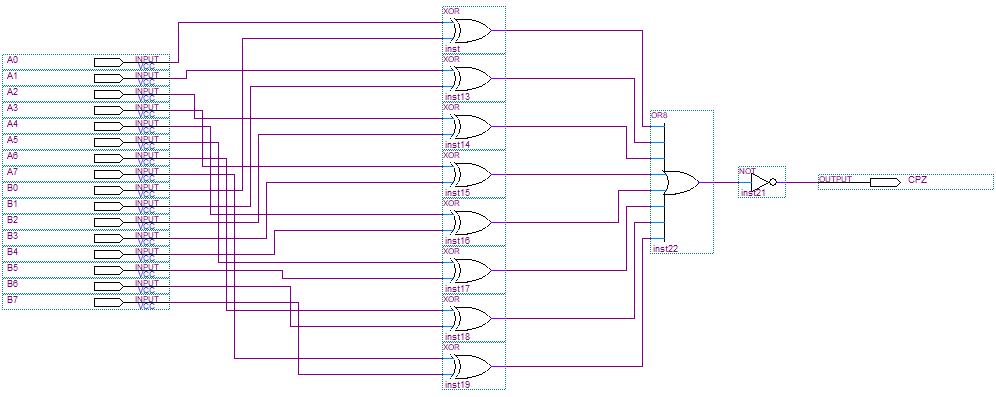 XOR
inst
A0 INPUT VCC
A1 INPUT VCC
A2 INPUT VCC
A3 INPUT VCC
A4 INPUT VCC
A5 INPUT VCC
A6 INPUT VCC
A7 INPUT VCC
B0 INPUT VCC
B1 INPUT VCC
B2 INPUT VCC
B3 INPUT VCC
B4 INPUT VCC
B5 INPUT VCC
B6 INPUT VCC
B7 INPUT VCC
XOR
inst13
XOR
inst14
XOR
inst15
XOR
inst16
XOR
inst17
XOR
inst18
XOR
inst19
OR8
inst22
NOT
inst21
OUTPUT CPZ